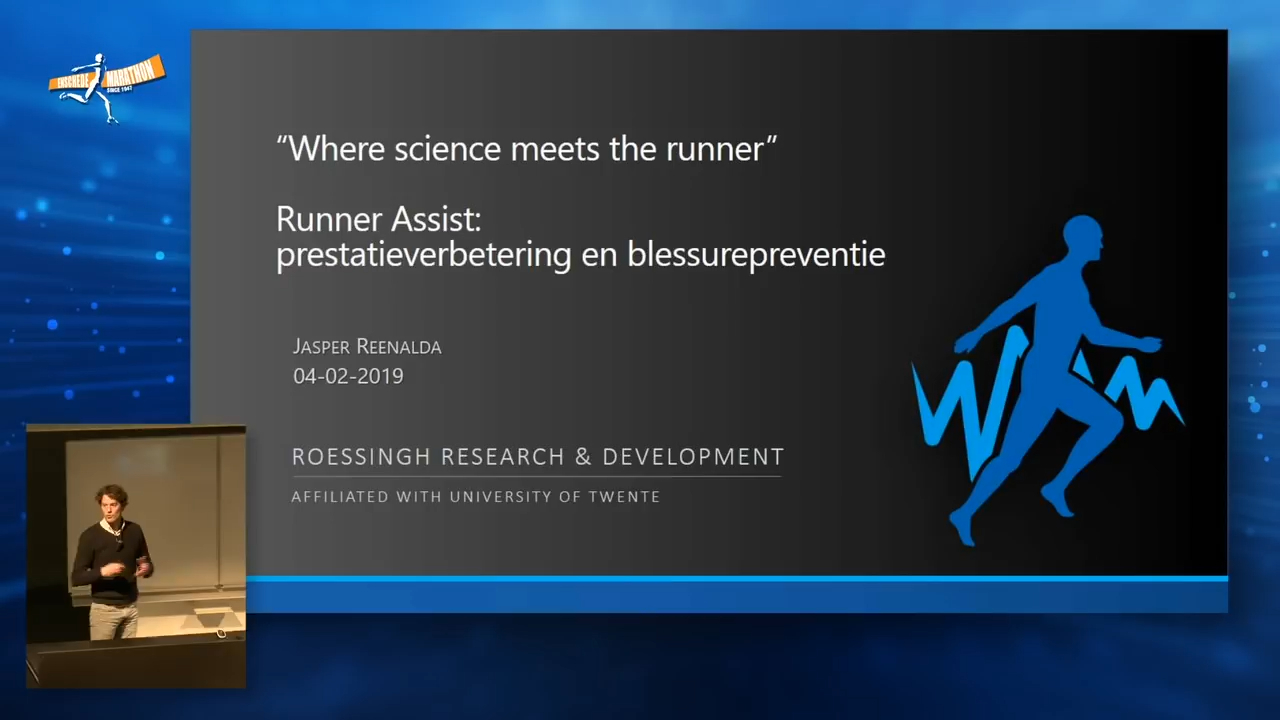 ENSCHEDE MARATHON
SINCE 1947
“Where science meets the runner”
Runner Assist:
prestatieverbetering en blessurepreventie
JASPER REENALDA
04-02-2019
ROESSINGH RESEARCH & DEVELOPMENT
AFFILIATED WITH UNIVERSITY OF TWENTE